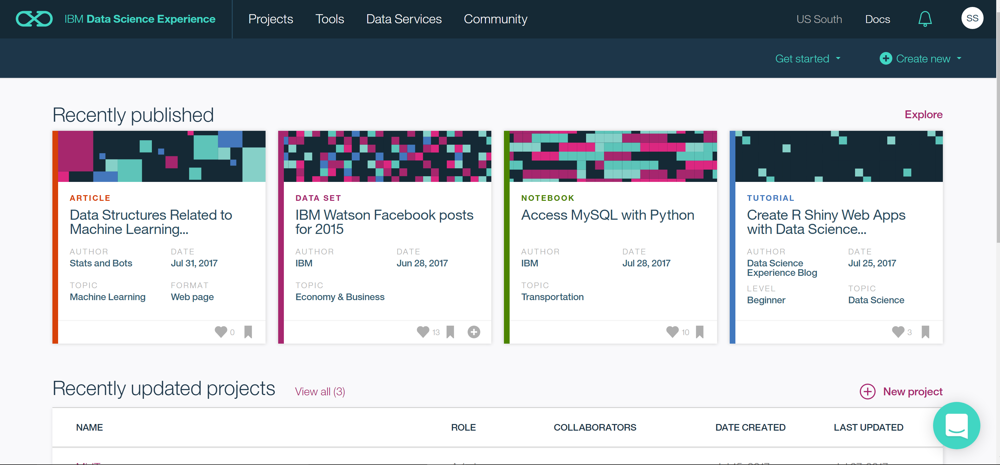 IBM Data Science Experience
Projects
Tools
Data Services
Community
US South
Docs
SS
Get started
Create new
Recently published
Explore
ARTICLE
Data Structures Related to
Machine Learning...
AUTHOR
DATE
Stats and Bots
Jul 31, 2017
TOPIC
FORMAT
Machine Learning
Web page
0
DATA SET
IBM Watson Facebook posts
for 2015
AUTHOR
DATE
IBM
Jun 28, 2017
TOPIC
Economy & Business
13
NOTEBOOK
Access MySQL with Python
AUTHOR
DATE
IBM
Jul 28, 2017
TOPIC
Transportation
10
TUTORIAL
Create R Shiny Web Apps
with Data Science...
AUTHOR
DATE
Data Science
Experience Blog
Jul 25, 2017
LEVEL
TOPIC
Beginner
Data Science
3
Recently updated projects
View all (3)
New project
NAME
ROLE
COLLABORATORS
DATE CREATED
LAST UPDATED